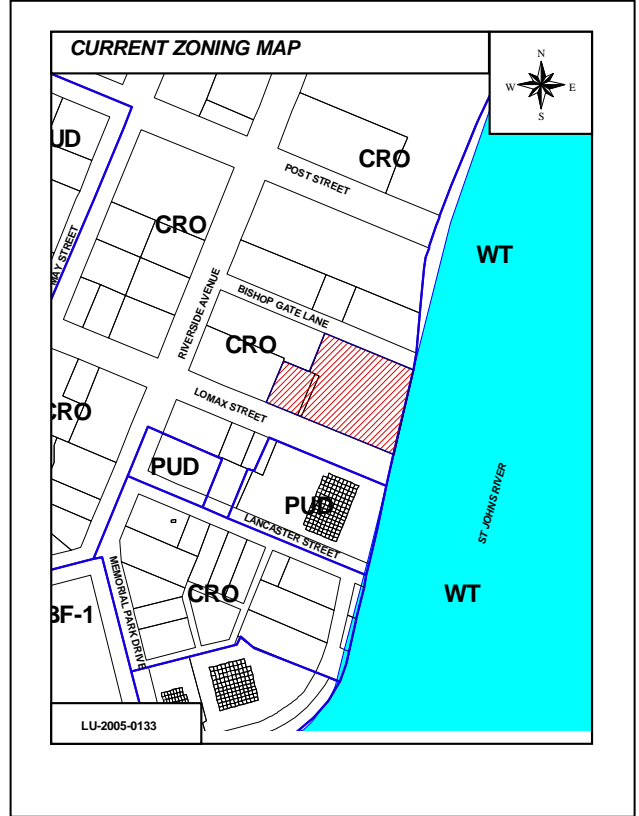 CURRENT ZONING MAP
N
W
E
S
UD
CRO
POST STREET
CRO
WT
MAY STREET
RIVERSIDE AVENUE
BISHOP GATE LANE
CRO
LOMAX STREET
CRO
PUD
PUD
ST JOHNS RIVER
LANCASTER STREET
MEMORIAL PARK DRIVE
CRO
WT
BF-1
LU-2005-0133